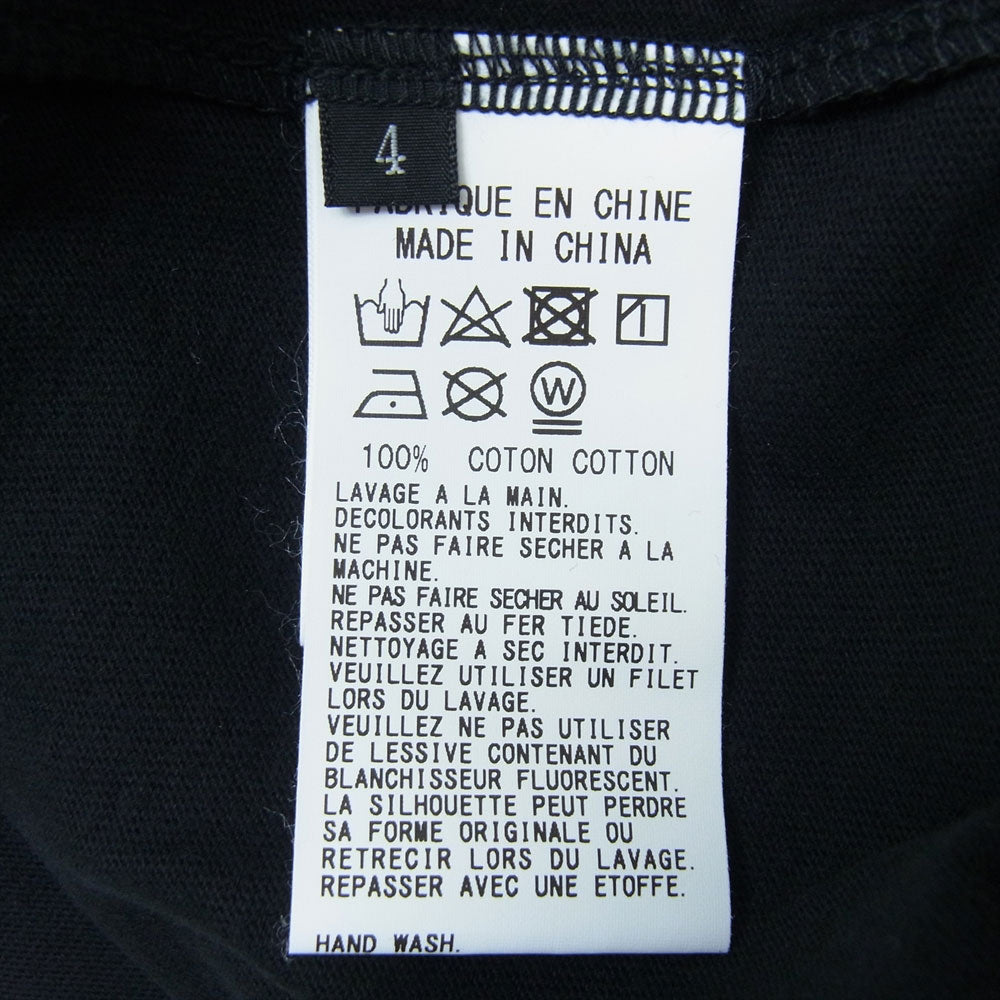 4
FABRIQUE EN CHINE
MADE IN CHINA
W
100% COTON COTTON
LAVAGE A LA MAIN.
DECOLORANTS INTERDITS.
NE PAS FAIRE SECHER A LA
MACHINE.
NE PAS FAIRE SECHER AU SOLEIL.
REPASSER AU FER TIEDE.
NETTOYAGE A SEC INTERDIT.
VEUILLEZ UTILISER UN FILET
LORS DU LAVAGE.
VEUILLEZ NE PAS UTILISER
DE LESSIVE CONTENANT DU
BLANCHISSEUR FLUORESCENT.
LA SILHOUETTE PEUT PERDRE
SA FORME ORIGINALE OU
RETRECIR LORS DU LAVAGE.
REPASSER AVEC UNE ETOFFE.
HAND WASH.